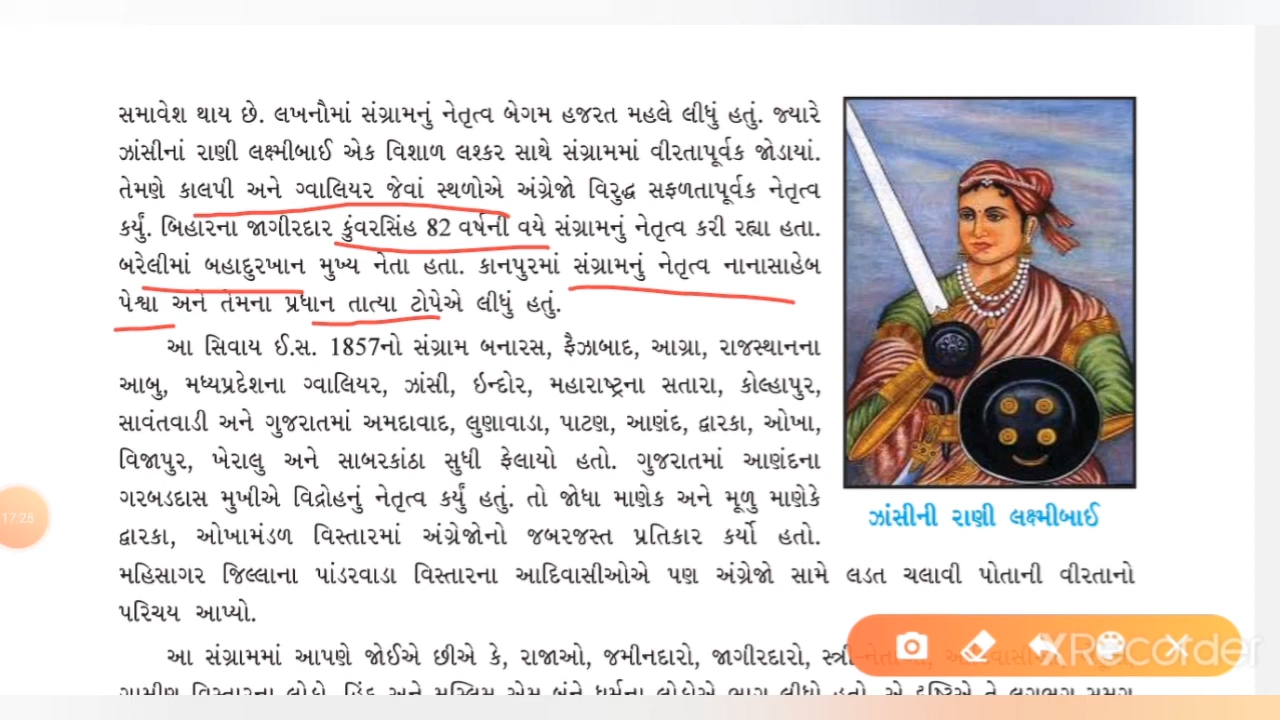 સમાવેશ થાય છે. લખનૌમાં સંગ્રામનું નેતૃત્વ બેગમ હજરત મહલે લીધું હતું. જ્યારે
ઝાંસીનાં રાણી લક્ષ્મીબાઈ એક વિશાળ લશ્કર સાથે સંગ્રામમાં વીરતાપૂર્વક જોડાયાં.
તેમણે કાલપી અને ગ્વાલિયર જેવાં સ્થળોએ અંગ્રેજો વિરુદ્ધ સફળતાપૂર્વક નેતૃત્વ
કર્યું. બિહારના જાગીરદાર કુંવરસિંહ 82 વર્ષની વયે સંગ્રામનું નેતૃત્વ કરી રહ્યા હતા.
બરેલીમાં બહાદુરખાન મુખ્ય નેતા હતા. કાનપુરમાં સંગ્રામનું નેતૃત્વ નાનાસાહેબ
પેશ્વા અને તેમના પ્રધાન તાત્યા ટોપેએ લીધું હતું.
આ સિવાય ઈ.સ. 1857નો સંગ્રામ બનારસ, ફૈઝાબાદ, આગ્રા, રાજસ્થાનના
આબુ, મધ્યપ્રદેશના ગ્વાલિયર, ઝાંસી, ઇન્દોર, મહારાષ્ટ્રના સતારા, કોલ્હાપુર,
સાવંતવાડી અને ગુજરાતમાં અમદાવાદ, લુણાવાડા, પાટણ, આણંદ, દ્વારકા, ઓખા,
વિજાપુર, ખેરાલુ અને સાબરકાંઠા સુધી ફેલાયો હતો. ગુજરાતમાં આણંદના
ગરબડદાસ મુખીએ વિદ્રોહનું નેતૃત્વ કર્યું હતું. તો જોધા માણેક અને મૂળુ માણેકે
દ્વારકા, ઓખામંડળ વિસ્તારમાં અંગ્રેજોનો જબરજસ્ત પ્રતિકાર કર્યો હતો.
મહિસાગર જિલ્લાના પાંડરવાડા વિસ્તારના આદિવાસીઓએ પણ અંગ્રેજો સામે લડત ચલાવી પોતાની વીરતાનો
પરિચય આપ્યો.
આ સંગ્રામમાં આપણે જોઈએ છીએ કે, રાજાઓ, જમીનદારો, જાગીરદારો,
ઝાંસીની રાણી લક્ષ્મીબાઈ
17:28
XRecorder